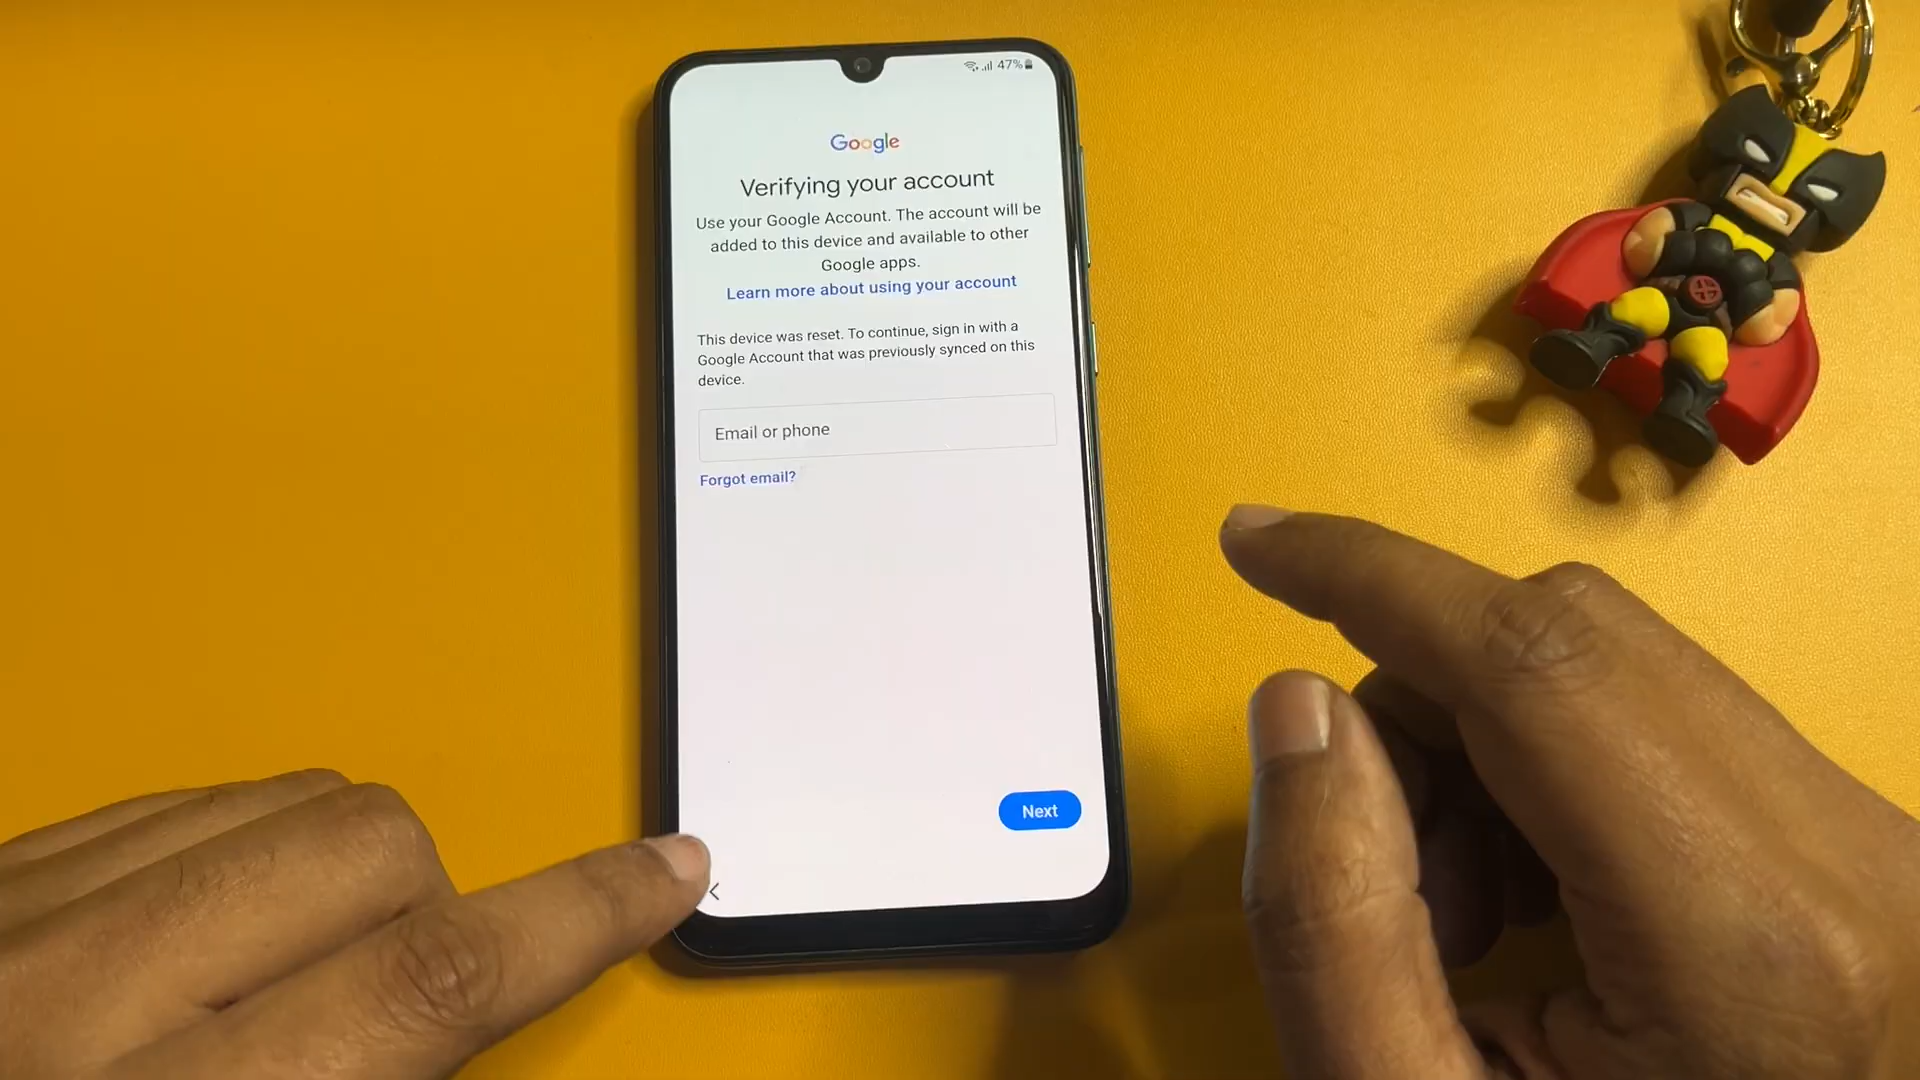 47%
Google
Verifying your account
Use your Google Account. The account will be
added to this device and available to other
Google apps.
Learn more about using your account
This device was reset. To continue, sign in with a
Google Account that was previously synced on this
device.
Email or phone
Forgot email?
Next